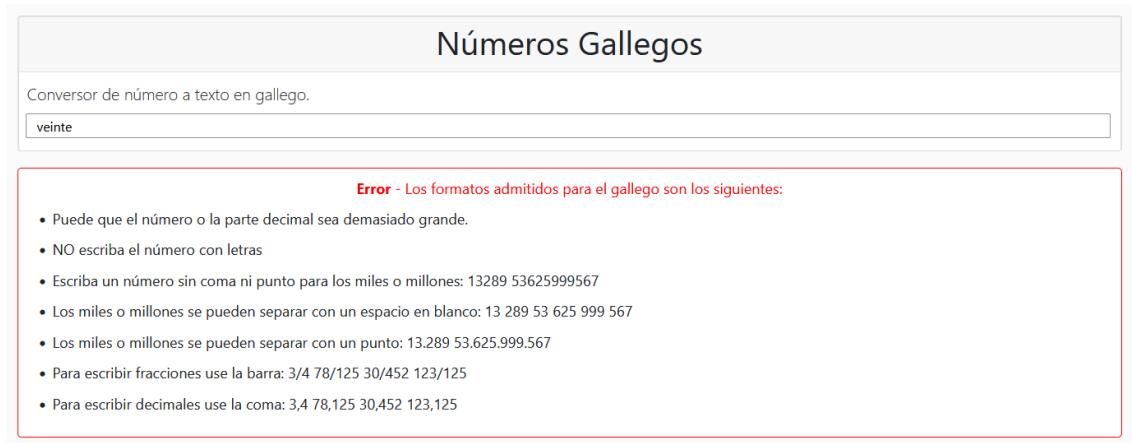 Números Gallegos
Conversor de número a texto en gallego.
veinte
Error - Los formatos admitidos para el gallego son los siguientes:
• Puede que el número o la parte decimal sea demasiado grande.
• NO escriba el número con letras
• Escriba un número sin coma ni punto para los miles o millones: 13289 53625999567
• Los miles o millones se pueden separar con un espacio en blanco: 13 289 53 625 999 567
• Los miles o millones se pueden separar con un punto: 13.289 53.625.999.567
• Para escribir fracciones use la barra: 3/4 78/125 30/452 123/125
• Para escribir decimales use la coma: 3,4 78,125 30,452 123,125